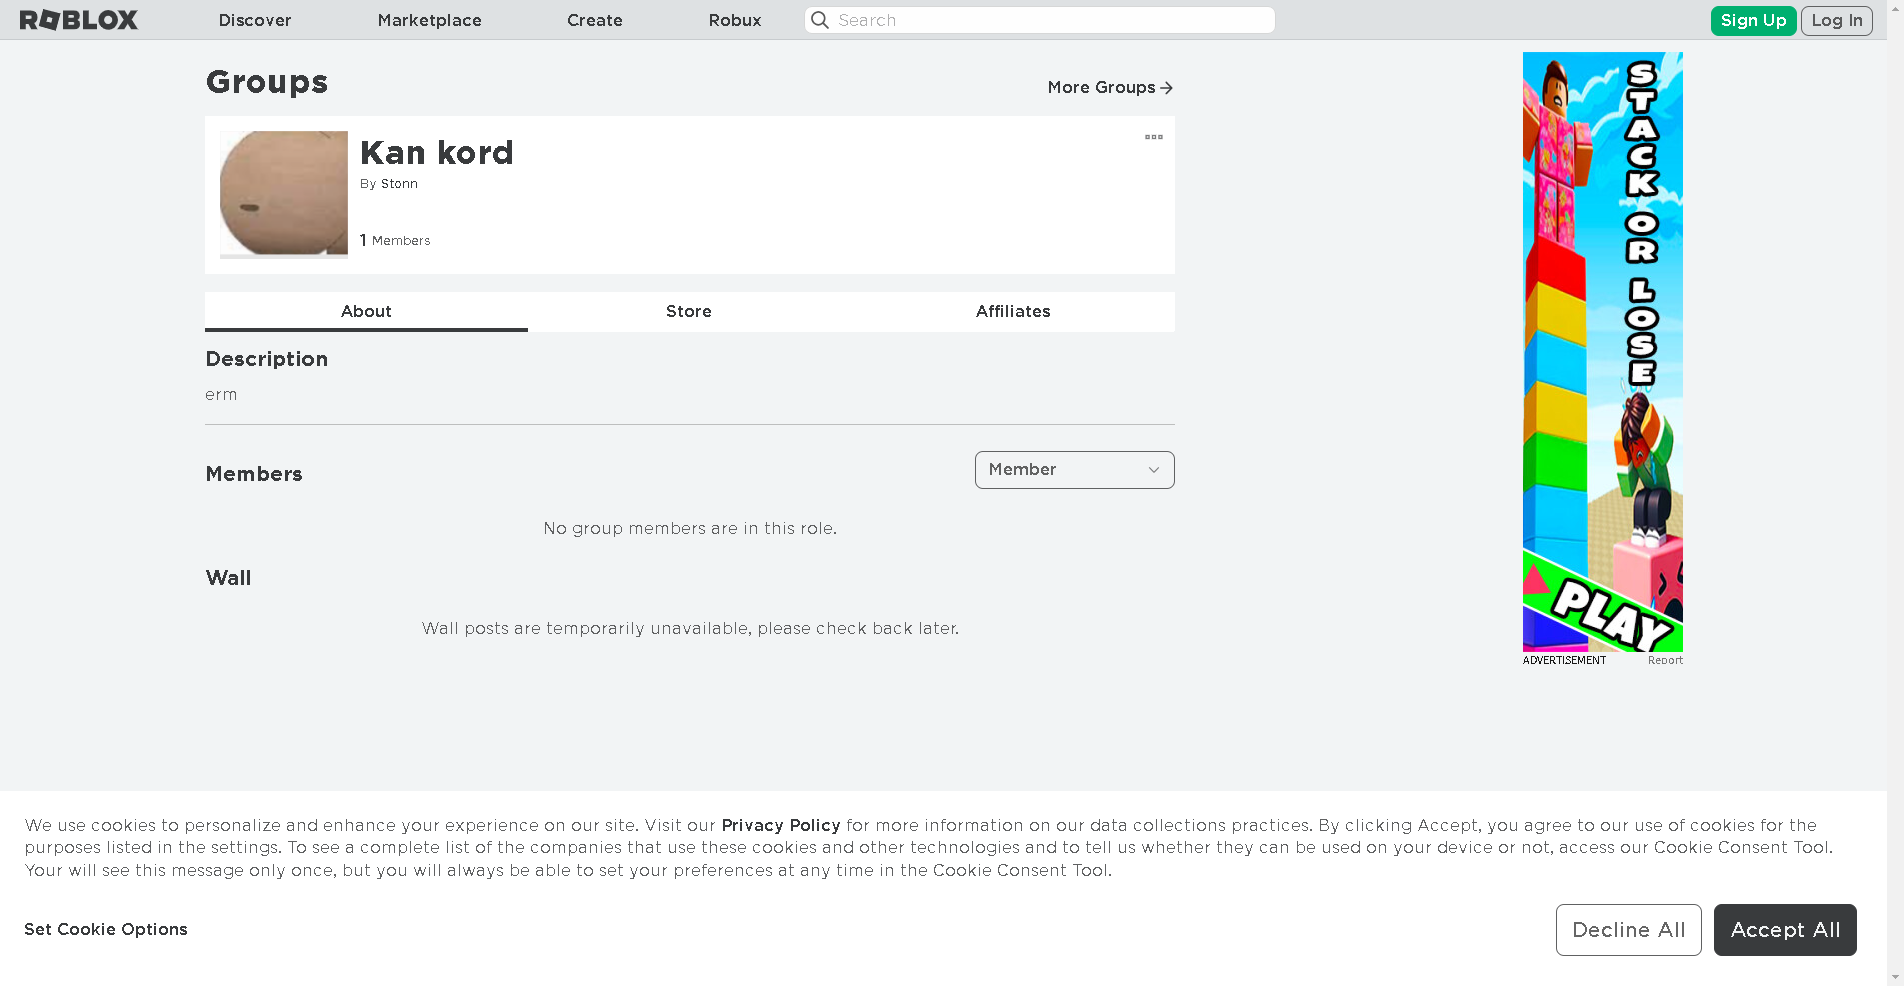 ROBLOX
Discover
Marketplace
Create
Robux
Search
Sign Up
Log In
Groups
More Groups
Kan kord
By Stonn
1 Members
About
Store
Affiliates
Description
erm
Members
Member
No group members are in this role.
Wall
Wall posts are temporarily unavailable, please check back later.
STACK OR LOSE
PLAY
ADVERTISEMENT
Report
We use cookies to personalize and enhance your experience on our site. Visit our Privacy Policy for more information on our data collections practices. By clicking Accept, you agree to our use of cookies for the
purposes listed in the settings. To see a complete list of the companies that use these cookies and other technologies and to tell us whether they can be used on your device or not, access our Cookie Consent Tool.
Your will see this message only once, but you will always be able to set your preferences at any time in the Cookie Consent Tool.
Set Cookie Options
Decline All
Accept All